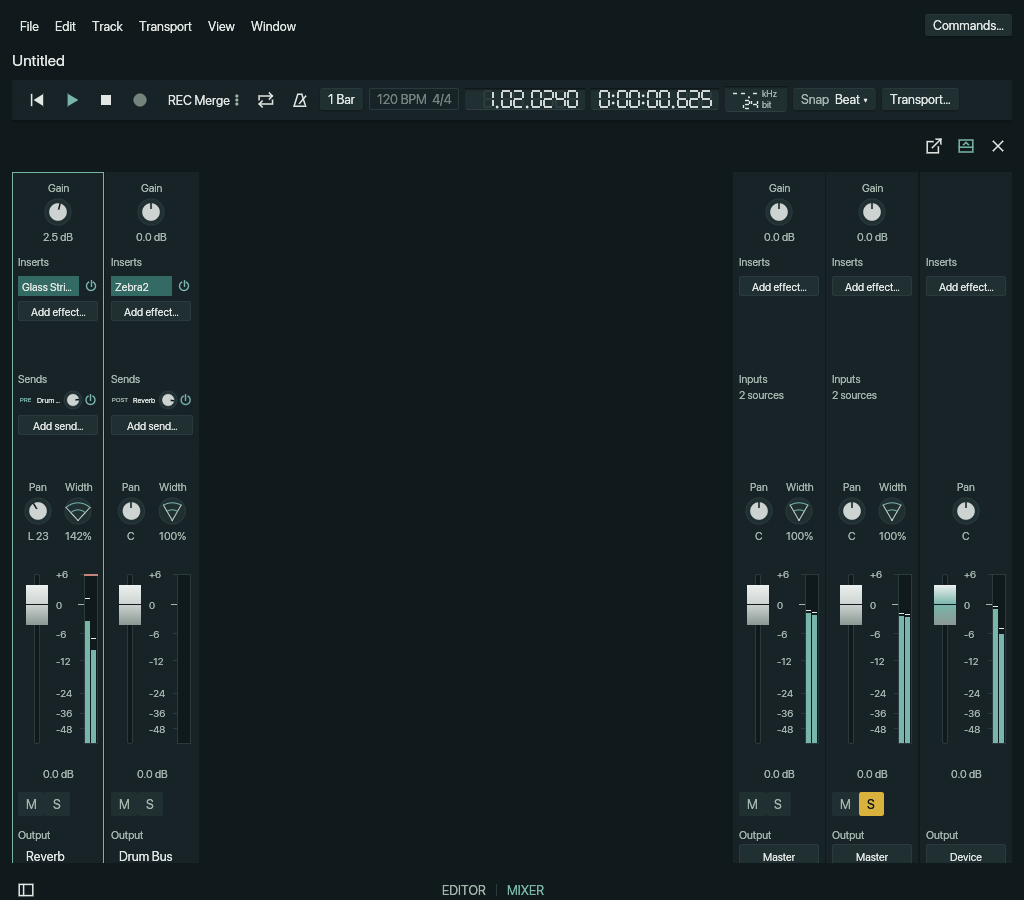 File Edit Track Transport View Window Commands...
Untitled
REC Merge 1 Bar 120 BPM 4/4 1.02.0240 0:00:00.625 --.- kHz Snap Beat Transport...
bit
Gain Gain Gain Gain
2.5 dB 0.0 dB 0.0 dB 0.0 dB
Inserts Inserts Inserts Inserts Inserts
Glass Stri... Zebra2 Add effect... Add effect... Add effect...
Add effect... Add effect...
Sends Sends Inputs Inputs
PRE Drum ... POST Reverb 2 sources 2 sources
Add send... Add send...
Pan Width Pan Width Pan Width Pan Width Pan
L 23 142% C 100% C 100% C 100% C
+6 +6 +6 +6 +6
0 0 0 0 0
-6 -6 -6 -6 -6
-12 -12 -12 -12 -12
-24 -24 -24 -24 -24
-36 -36 -36 -36 -36
-48 -48 -48 -48 -48
0.0 dB 0.0 dB 0.0 dB 0.0 dB 0.0 dB
M S M S M S M S
Output Output Output Output Output
Reverb Drum Bus Master Master Device
EDITOR MIXER